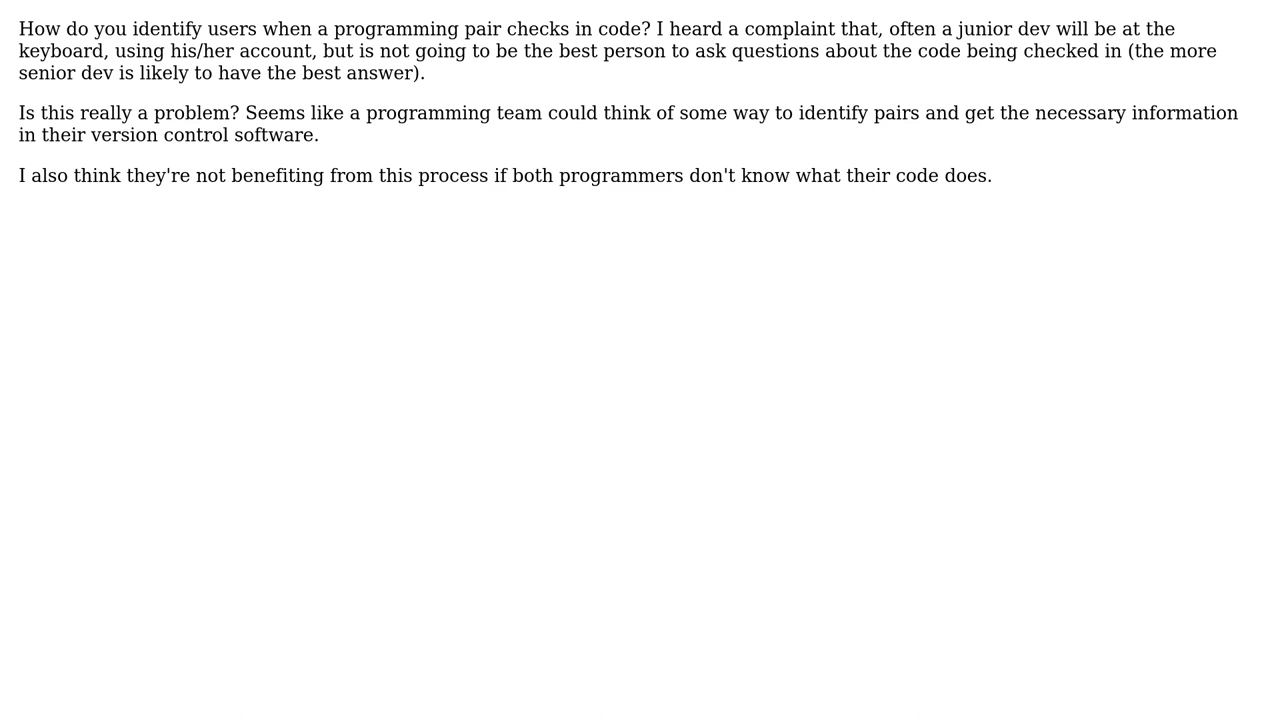 How do you identify users when a programming pair checks in code? I heard a complaint that, often a junior dev will be at the
keyboard, using his/her account, but is not going to be the best person to ask questions about the code being checked in (the more
senior dev is likely to have the best answer).
Is this really a problem? Seems like a programming team could think of some way to identify pairs and get the necessary information
in their version control software.
I also think they're not benefiting from this process if both programmers don't know what their code does.